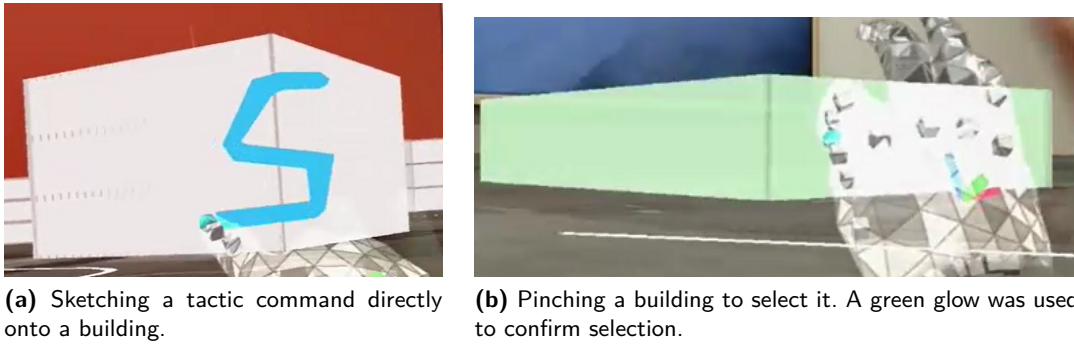 S
(a) Sketching a tactic command directly
onto a building.
(b) Pinching a building to select it. A green glow was used
to confirm selection.